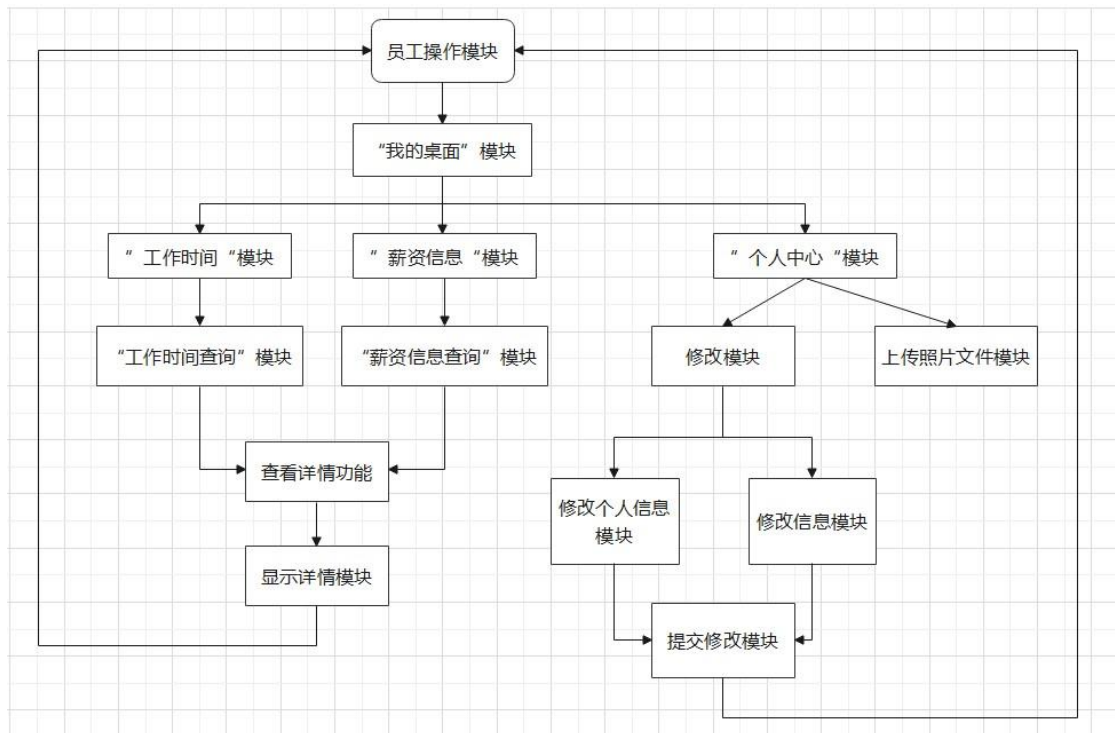 员工操作模块
“我的桌面”模块
”工作时间“模块
”薪资信息“模块
”个人中心“模块
“工作时间查询”模块
“薪资信息查询”模块
修改模块
上传照片文件模块
查看详情功能
修改个人信息
模块
修改信息模块
显示详情模块
提交修改模块